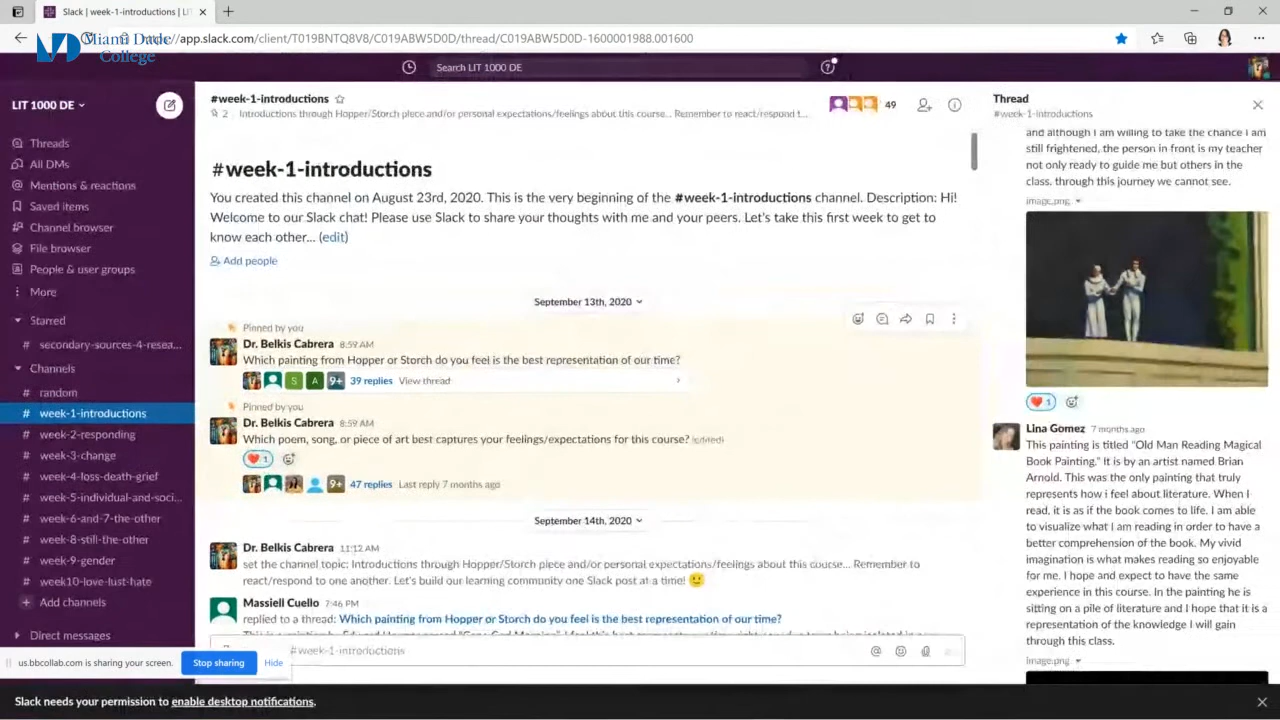 Slack | week-1-introductions | LI
Miami Dade
College
https://app.slack.com/client/T019BNTQ8V8/C019ABW5D0D/thread/C019ABW5D0D-1600001988.001600
Search LIT 1000 DE
LIT 1000 DE
Threads
All DMs
Mentions & reactions
Saved items
Channel browser
File browser
People & user groups
More
Starred
secondary-sources-4-resea...
Channels
# random
# week-1-introductions
# week-2-responding
# week-3-change
# week-4-loss-death-grief
# week-5-individual-and-soci...
# week-6-and-7-the-other
# week-8-still-the-other
# week-9-gender
# week10-love-lust-hate
+ Add channels
Direct messages
us.bbcollab.com is sharing your screen.
Stop sharing
Hide
#week-1-introductions
2 Introductions through Hopper/Storch piece and/or personal expectations/feelings about this course... Remember to react/respond t...
49
#week-1-introductions
You created this channel on August 23rd, 2020. This is the very beginning of the #week-1-introductions channel. Description: Hi!
Welcome to our Slack chat! Please use Slack to share your thoughts with me and your peers. Let's take this first week to get to
know each other... (edit)
Add people
September 13th, 2020
Pinned by you
Dr. Belkis Cabrera 8:59 AM
Which painting from Hopper or Storch do you feel is the best representation of our time?
S A 9+ 39 replies View thread
Pinned by you
Dr. Belkis Cabrera 8:59 AM
Which poem, song, or piece of art best captures your feelings/expectations for this course? (edited)
1
9+ 47 replies Last reply 7 months ago
September 14th, 2020
Dr. Belkis Cabrera 11:12 AM
set the channel topic: Introductions through Hopper/Storch piece and/or personal expectations/feelings about this course... Remember to
react/respond to one another. Let's build our learning community one Slack post at a time!
Massiell Cuello 7:46 PM
replied to a thread: Which painting from Hopper or Storch do you feel is the best representation of our time?
#week-1-introductions
Thread
#week-1-introductions
and although I am willing to take the chance I am
still frightened, the person in front is my teacher
not only ready to guide me but others in the
class. through this journey we cannot see.
image.png
1
Lina Gomez 7 months ago
This painting is titled "Old Man Reading Magical
Book Painting." It is by an artist named Brian
Arnold. This was the only painting that truly
represents how i feel about literature. When I
read, it is as if the book comes to life. I am able
to visualize what I am reading in order to have a
better comprehension of the book. My vivid
imagination is what makes reading so enjoyable
for me. I hope and expect to have the same
experience in this course. In the painting he is
sitting on a pile of literature and I hope that it is a
representation of the knowledge I will gain
through this class.
Image.png
Slack needs your permission to enable desktop notifications.